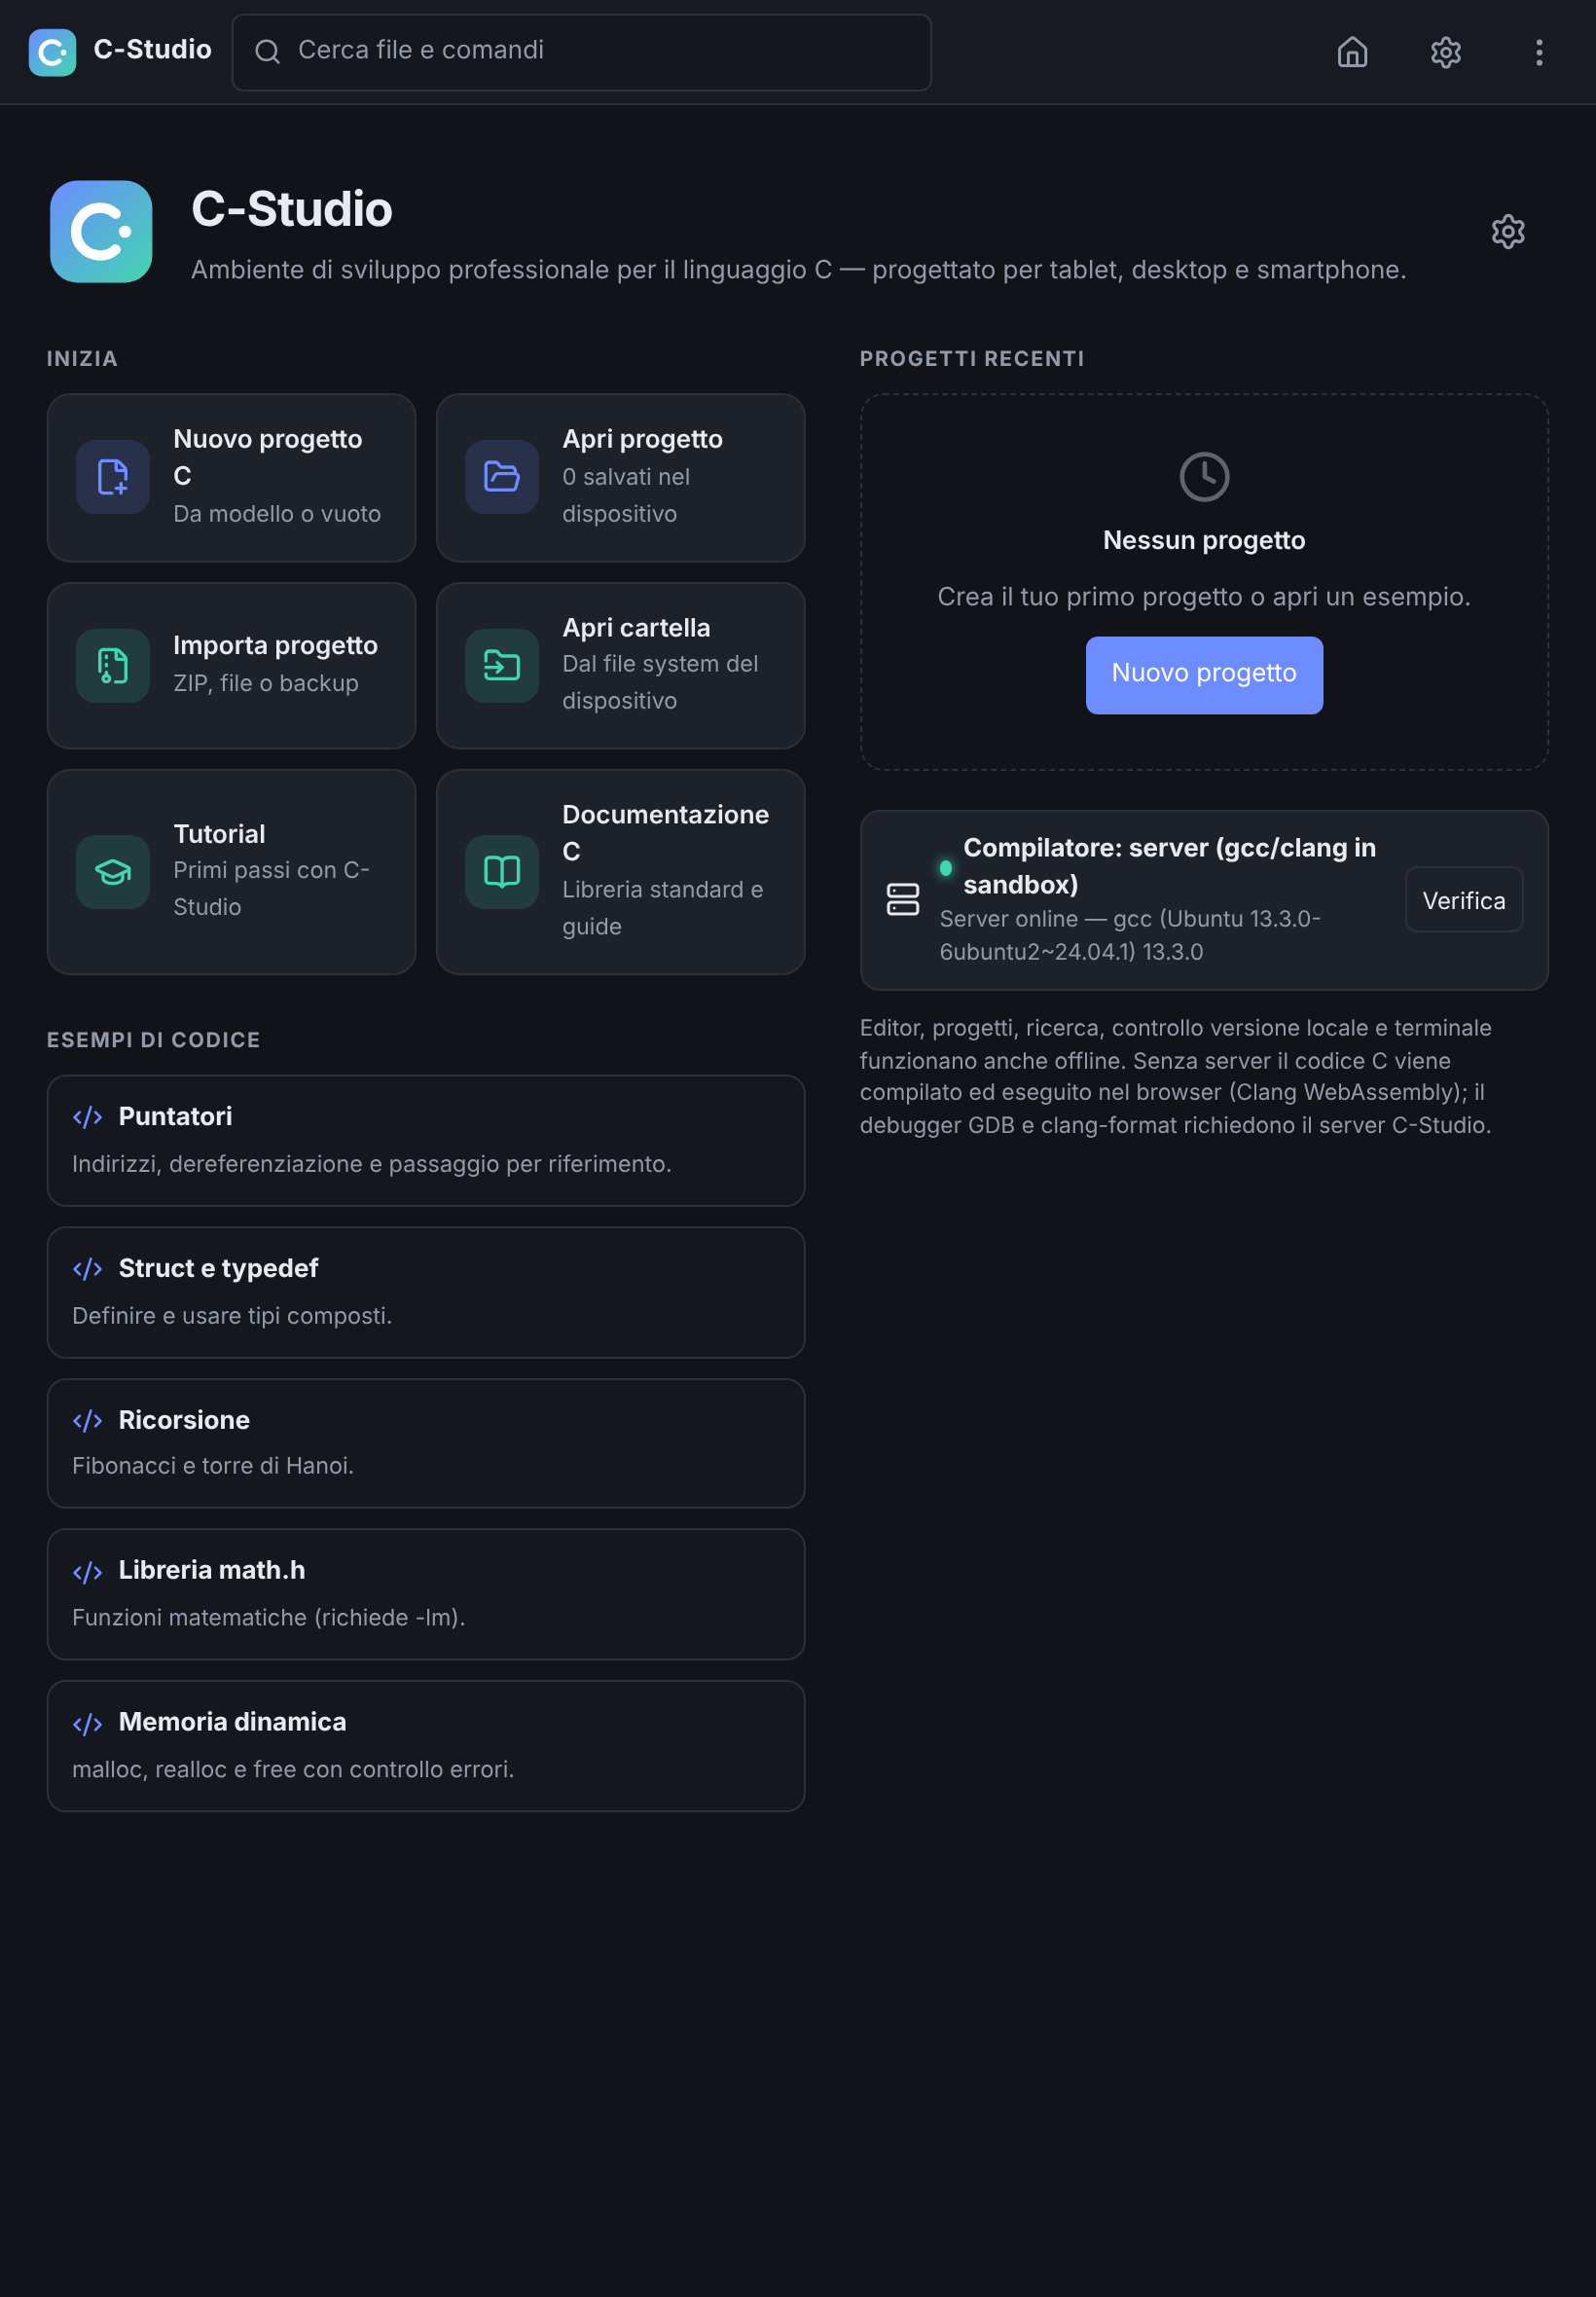 C-Studio
Cerca file e comandi
C-Studio
Ambiente di sviluppo professionale per il linguaggio C — progettato per tablet, desktop e smartphone.
INIZIA
Nuovo progetto
C
Da modello o vuoto
Apri progetto
0 salvati nel
dispositivo
Importa progetto
ZIP, file o backup
Apri cartella
Dal file system del
dispositivo
Tutorial
Primi passi con C-
Studio
Documentazione
C
Libreria standard e
guide
ESEMPI DI CODICE
Puntatori
Indirizzi, dereferenziazione e passaggio per riferimento.
Struct e typedef
Definire e usare tipi composti.
Ricorsione
Fibonacci e torre di Hanoi.
Libreria math.h
Funzioni matematiche (richiede -lm).
Memoria dinamica
malloc, realloc e free con controllo errori.
PROGETTI RECENTI
Nessun progetto
Crea il tuo primo progetto o apri un esempio.
Nuovo progetto
Compilatore: server (gcc/clang in
sandbox)
Server online — gcc (Ubuntu 13.3.0-
6ubuntu2~24.04.1) 13.3.0
Verifica
Editor, progetti, ricerca, controllo versione locale e terminale
funzionano anche offline. Senza server il codice C viene
compilato ed eseguito nel browser (Clang WebAssembly); il
debugger GDB e clang-format richiedono il server C-Studio.